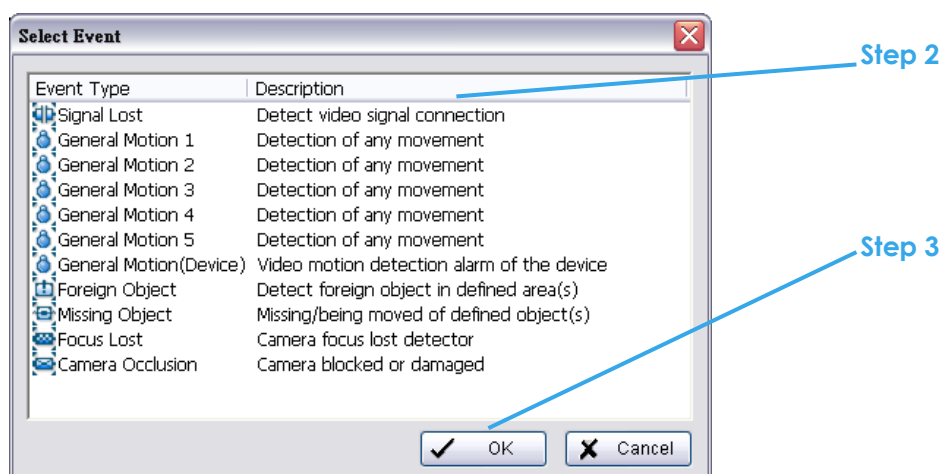 Select Event
Step 2
Event Type Description
Signal Lost Detect video signal connection
General Motion 1 Detection of any movement
General Motion 2 Detection of any movement
General Motion 3 Detection of any movement
General Motion 4 Detection of any movement
General Motion 5 Detection of any movement
Step 3
General Motion(Device) Video motion detection alarm of the device
Foreign Object Detect foreign object in defined area(s)
Missing Object Missing/being moved of defined object(s)
Focus Lost Camera focus lost detector
Camera Occlusion Camera blocked or damaged
OK Cancel